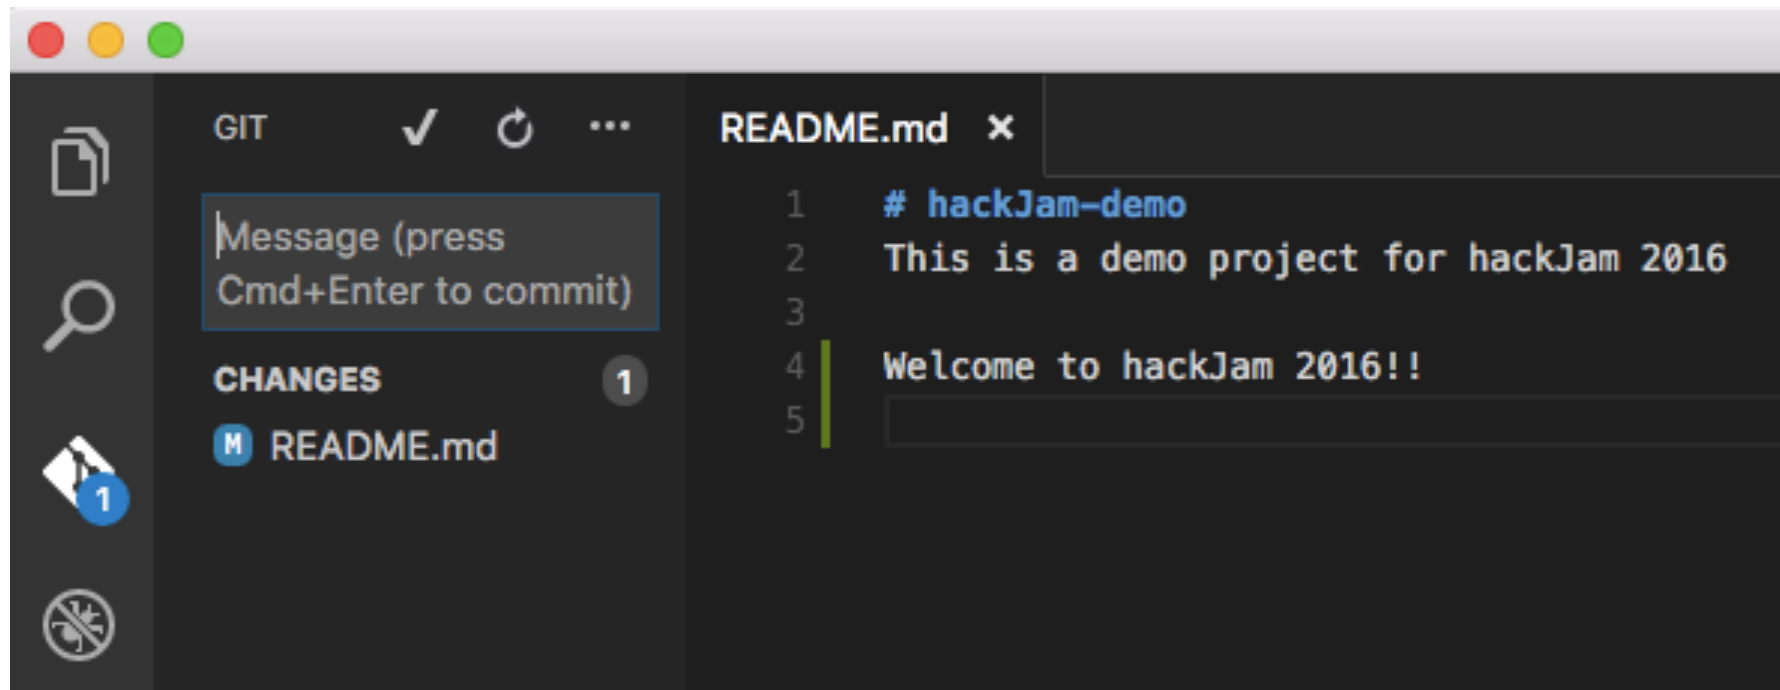 GIT
Message (press
Cmd+Enter to commit)
CHANGES 1
M README.md
1
README.md
1 # hackJam-demo
2 This is a demo project for hackJam 2016
3
4 Welcome to hackJam 2016!!
5